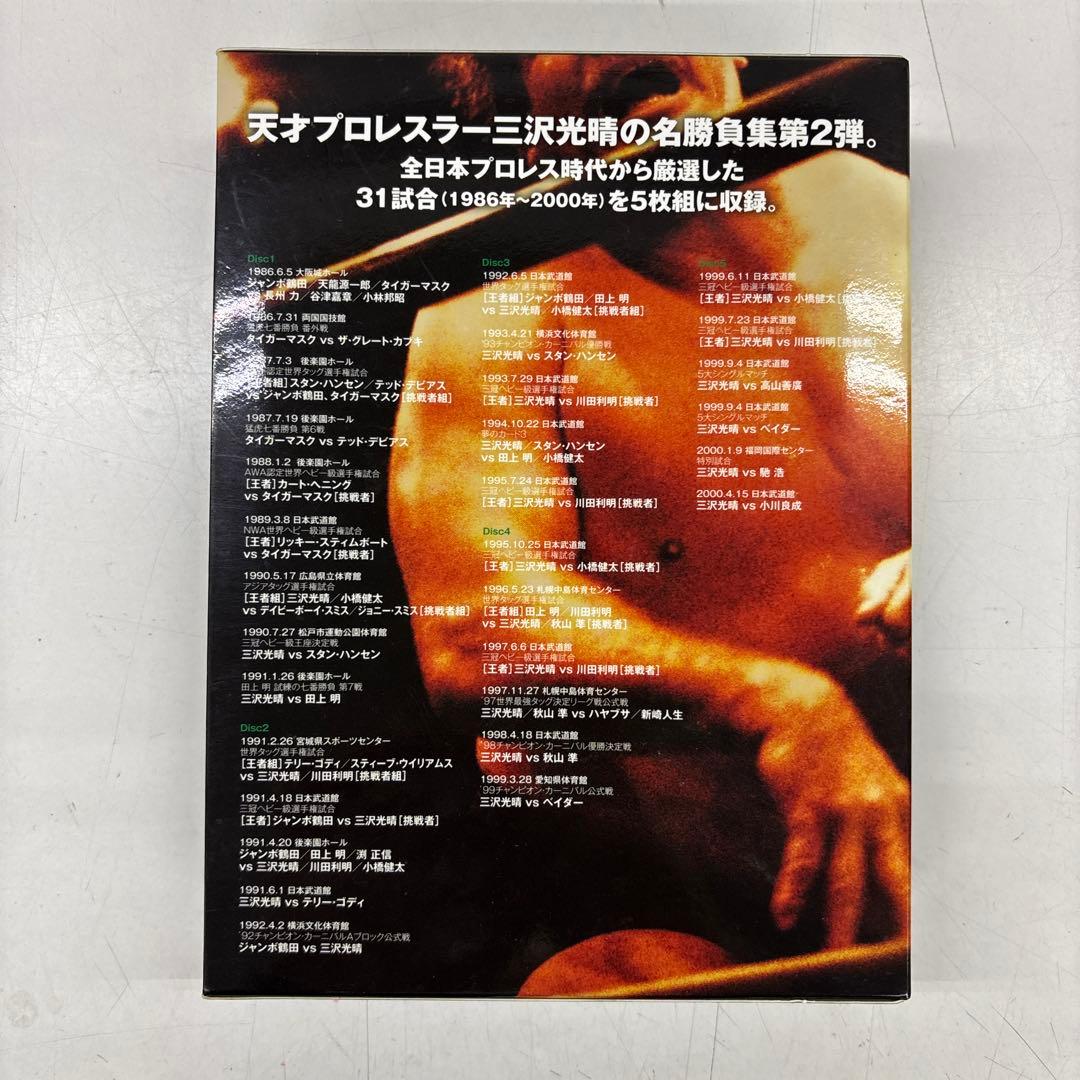 天才プロレスラー三沢光晴の名勝負集第2弾。
全日本プロレス時代から厳選した
31試合(1986年~2000年)を5枚組に収録。
Disc1
1986.6.5 大阪城ホール
ジャンボ鶴田/天龍源一郎/タイガーマスク
vs 長州 力/谷津嘉章/小林邦昭
1986.7.31 両国国技館
猛虎七番勝負 番外戦
タイガーマスク vs ザ・グレート・カブキ
1987.7.3 後楽園ホール
認定世界タッグ選手権試合
[王者組]スタン・ハンセン/テッド・デビアス
vs ジャンボ鶴田、タイガーマスク[挑戦者組]
1987.7.19 後楽園ホール
猛虎七番勝負 第6戦
タイガーマスク vs テッド・デビアス
1988.1.2 後楽園ホール
AWA認定世界ヘビー級選手権試合
[王者]カート・ヘニング
vs タイガーマスク[挑戦者]
1989.3.8 日本武道館
NWA世界ヘビー級選手権試合
[王者]リッキー・スティムボート
vs タイガーマスク[挑戦者]
1990.5.17 広島県立体育館
アジアタッグ選手権試合
[王者組]三沢光晴/小橋健太
vs デイビーボーイ・スミス/ジョニー・スミス[挑戦者組]
1990.7.27 松戸市運動公園体育館
三冠ヘビー級王座決定戦
三沢光晴 vs スタン・ハンセン
1991.1.26 後楽園ホール
田上 明 試練の七番勝負 第7戦
三沢光晴 vs 田上 明
Disc2
1991.2.26 宮城県スポーツセンター
世界タッグ選手権試合
[王者組]テリー・ゴディ/スティーブ・ウイリアムス
vs 三沢光晴/川田利明[挑戦者組]
1991.4.18 日本武道館
三冠ヘビー級選手権試合
[王者]ジャンボ鶴田 vs 三沢光晴[挑戦者]
1991.4.20 後楽園ホール
ジャンボ鶴田/田上 明/渕 正信
vs 三沢光晴/川田利明/小橋健太
1991.6.1 日本武道館
三沢光晴 vs テリー・ゴディ
1992.4.2 横浜文化体育館
'92チャンピオン・カーニバルAブロック公式戦
ジャンボ鶴田 vs 三沢光晴
Disc3
1992.6.5 日本武道館
世界タッグ選手権試合
[王者組]ジャンボ鶴田/田上 明
vs 三沢光晴/小橋健太[挑戦者組]
1993.4.21 横浜文化体育館
'93チャンピオン・カーニバル優勝戦
三沢光晴 vs スタン・ハンセン
1993.7.29 日本武道館
三冠ヘビー級選手権試合
[王者]三沢光晴 vs 川田利明[挑戦者]
1994.10.22 日本武道館
夢のカード3
三沢光晴/スタン・ハンセン
vs 田上 明/小橋健太
1995.7.24 日本武道館
三冠ヘビー級選手権試合
[王者]三沢光晴 vs 川田利明[挑戦者]
Disc4
1995.10.25 日本武道館
三冠ヘビー級選手権試合
[王者]三沢光晴 vs 小橋健太[挑戦者]
1996.5.23 札幌中島体育センター
世界タッグ選手権試合
[王者組]田上 明/川田利明
vs 三沢光晴/秋山 準[挑戦者]
1997.6.6 日本武道館
三冠ヘビー級選手権試合
[王者]三沢光晴 vs 川田利明[挑戦者]
1997.11.27 札幌中島体育センター
'97世界最強タッグ決定リーグ戦公式戦
三沢光晴/秋山 準 vs ハヤブサ/新崎人生
1998.4.18 日本武道館
'98チャンピオン・カーニバル優勝決定戦
三沢光晴 vs 秋山 準
1999.3.28 愛知県体育館
'99チャンピオン・カーニバル公式戦
三沢光晴 vs ベイダー
Disc5
1999.6.11 日本武道館
三冠ヘビー級選手権試合
[王者]三沢光晴 vs 小橋健太[挑戦者]
1999.7.23 日本武道館
三冠ヘビー級選手権試合
[王者]三沢光晴 vs 川田利明[挑戦者]
1999.9.4 日本武道館
5大シングルマッチ
三沢光晴 vs 高山善廣
1999.9.4 日本武道館
5大シングルマッチ
三沢光晴 vs ベイダー
2000.1.9 福岡国際センター
特別試合
三沢光晴 vs 馳 浩
2000.4.15 日本武道館
三沢光晴 vs 小川良成